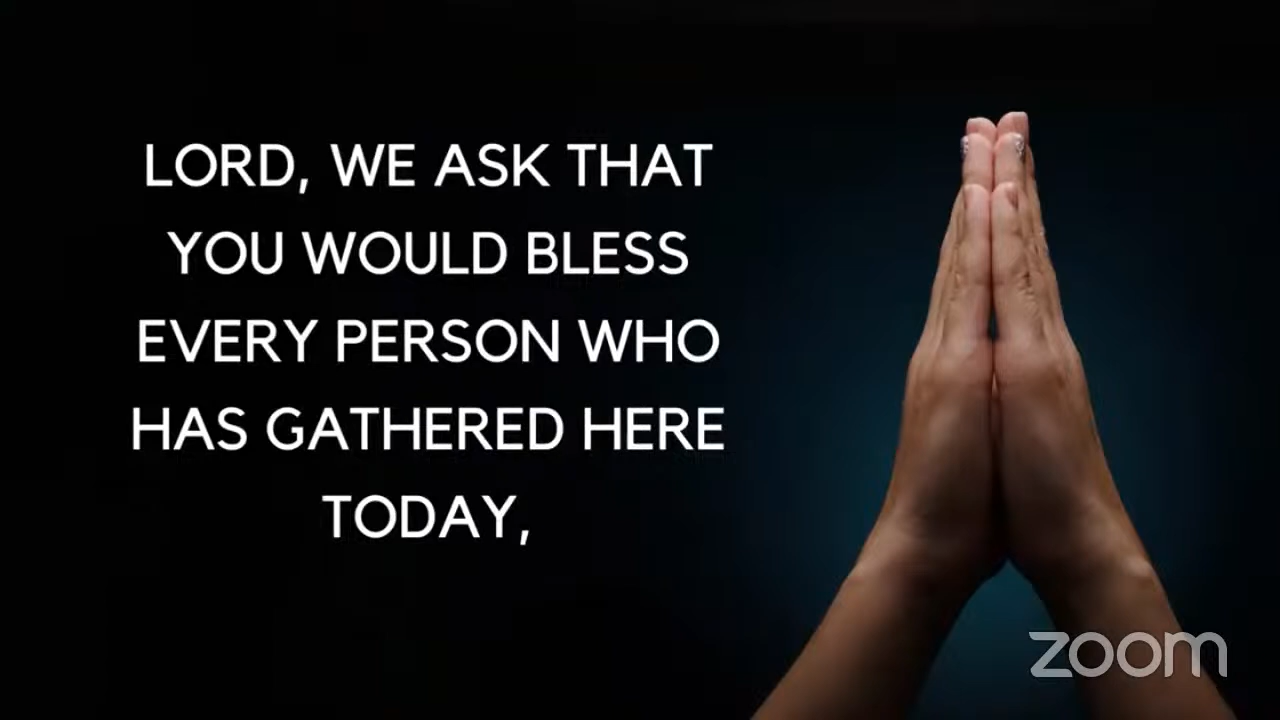 LORD, WE ASK THAT
YOU WOULD BLESS
EVERY PERSON WHO
HAS GATHERED HERE
TODAY,
zoom